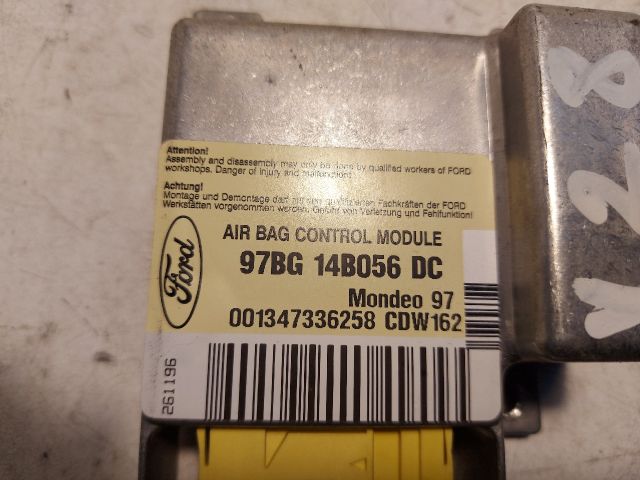 Attention!
Assembly and disassembly may only be done by qualified workers of FORD
workshops. Danger of injury and malfunction!
Achtung!
Montage und Demontage darf nur von qualifizierten Fachkräften der FORD
Werkstätten vorgenommen werden. Gefahr von Verletzung und Fehlfunktion!
Ford
AIR BAG CONTROL MODULE
97BG 14B056 DC
Mondeo 97
001347336258 CDW162
261196
Y28